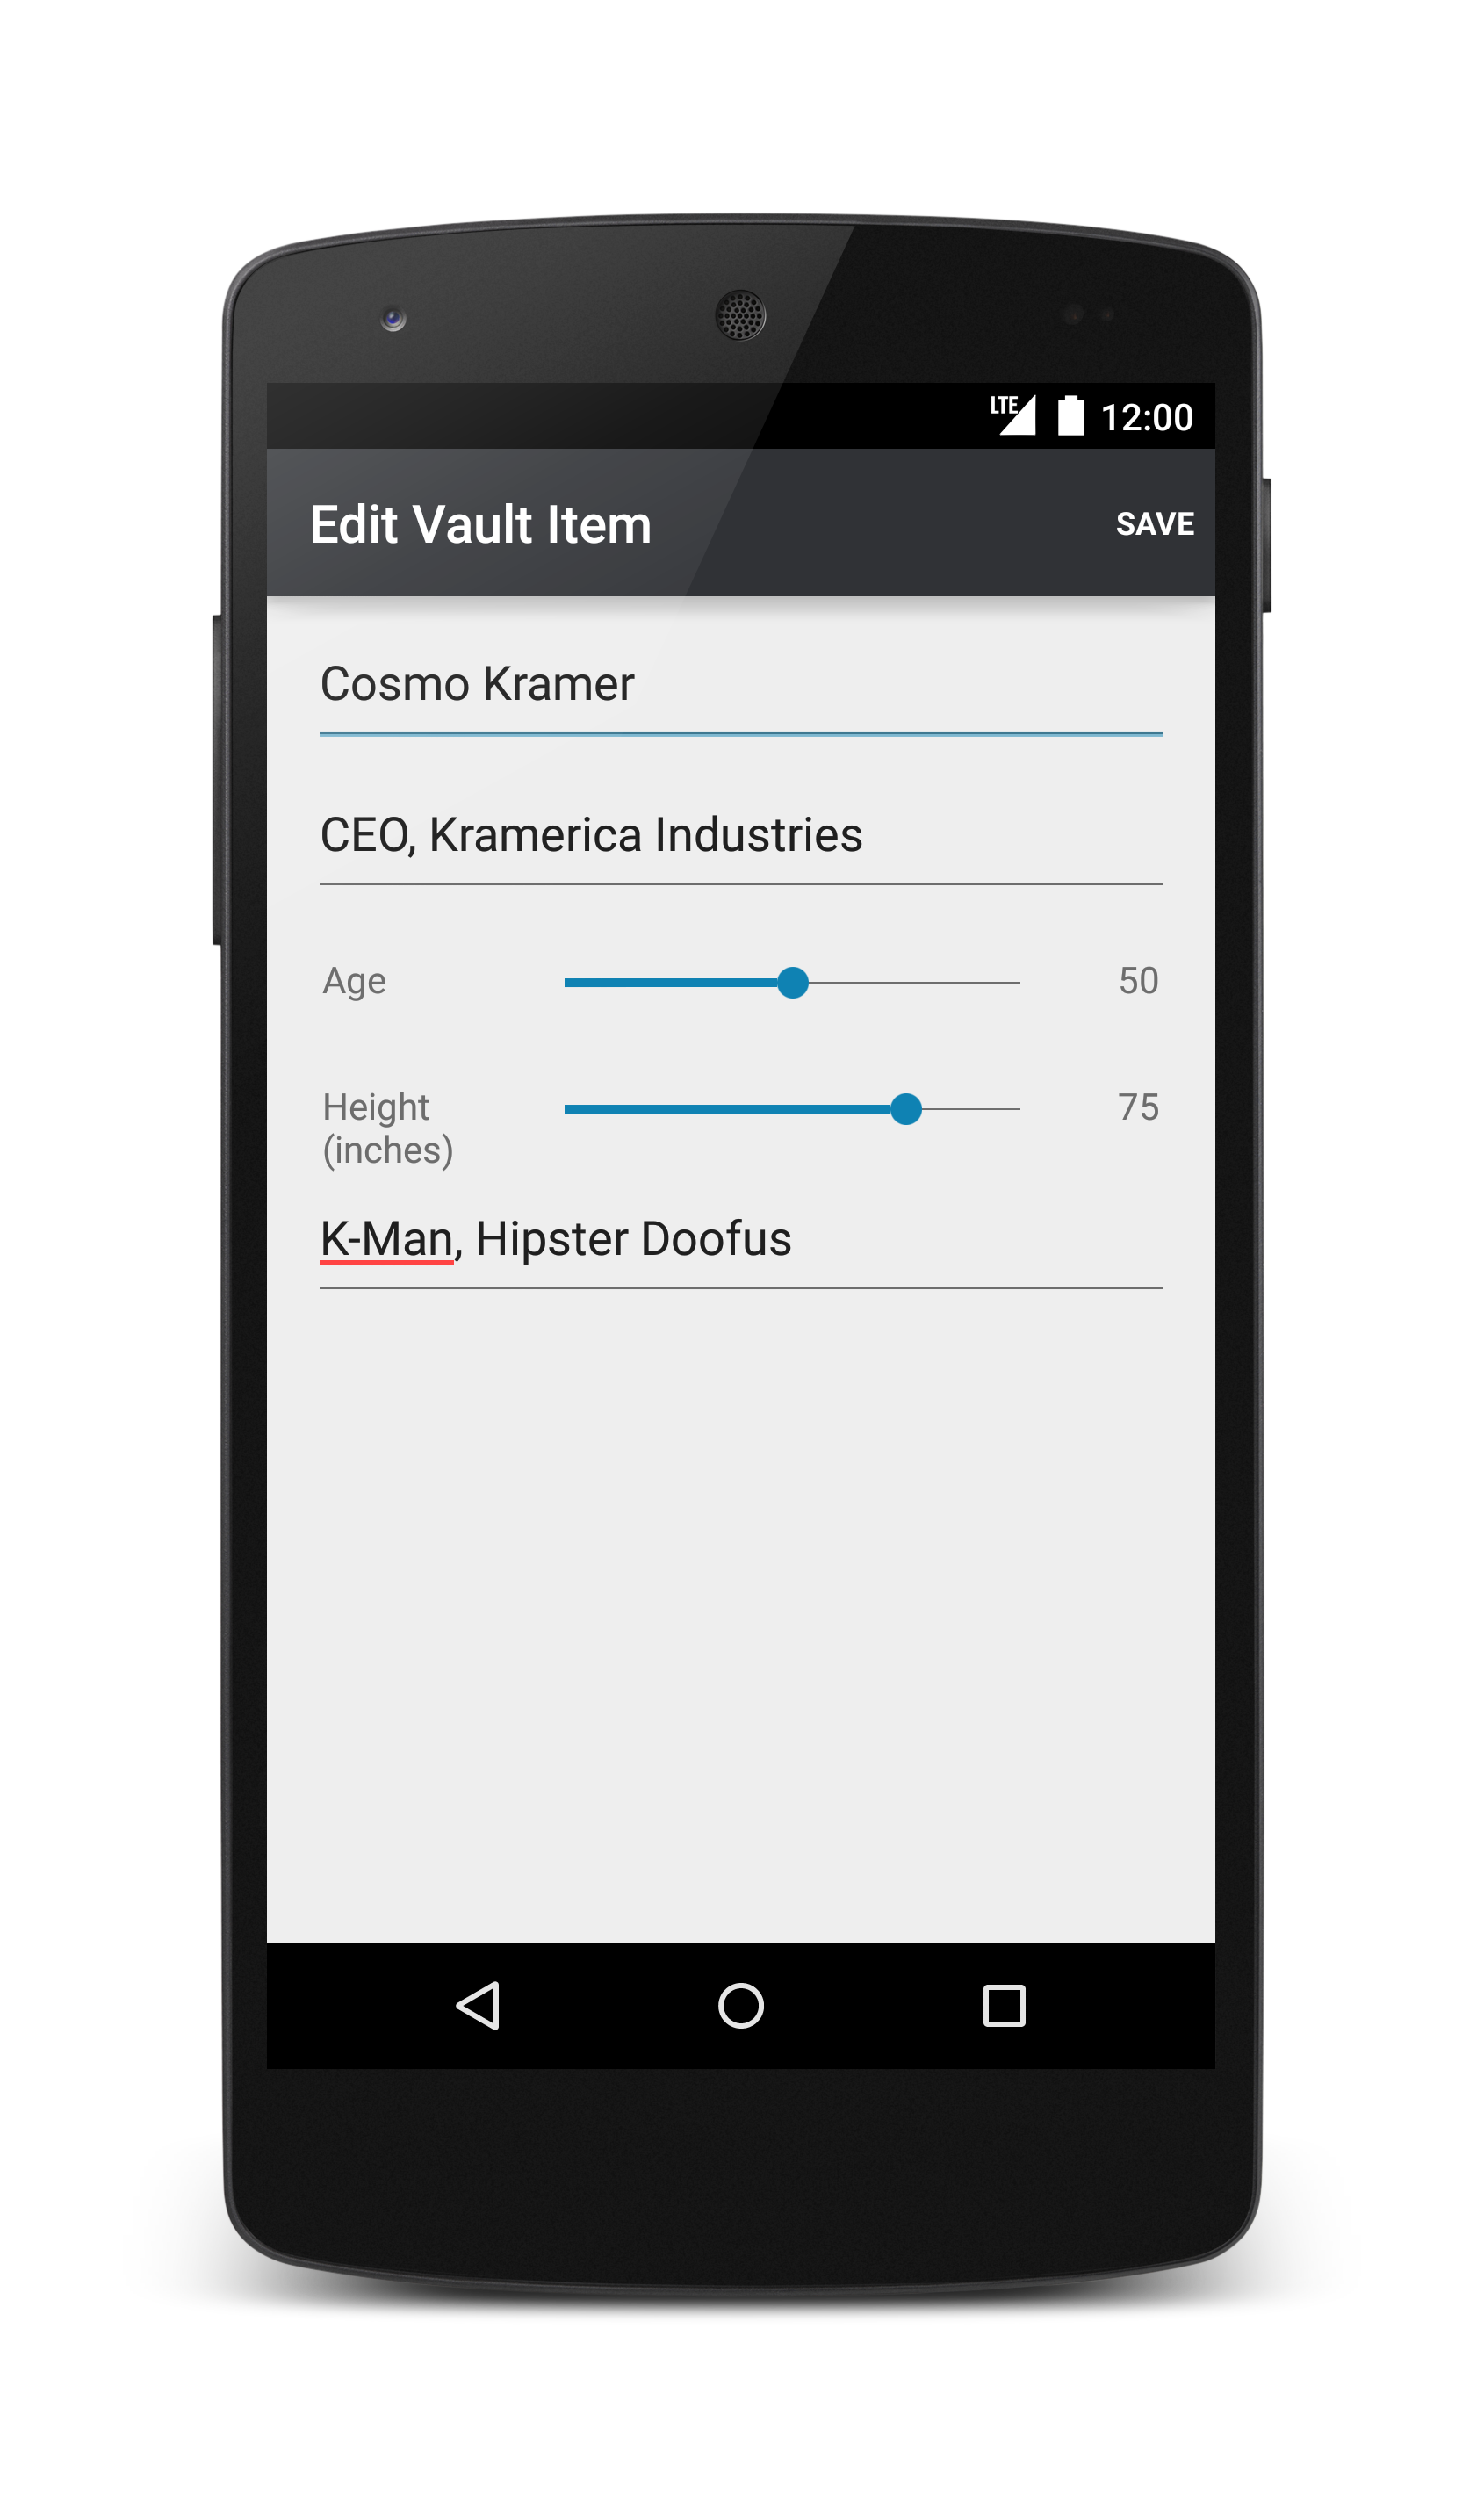 LTE 12:00
Edit Vault Item SAVE
Cosmo Kramer
CEO, Kramerica Industries
Age 50
Height 75
(inches)
K-Man, Hipster Doofus